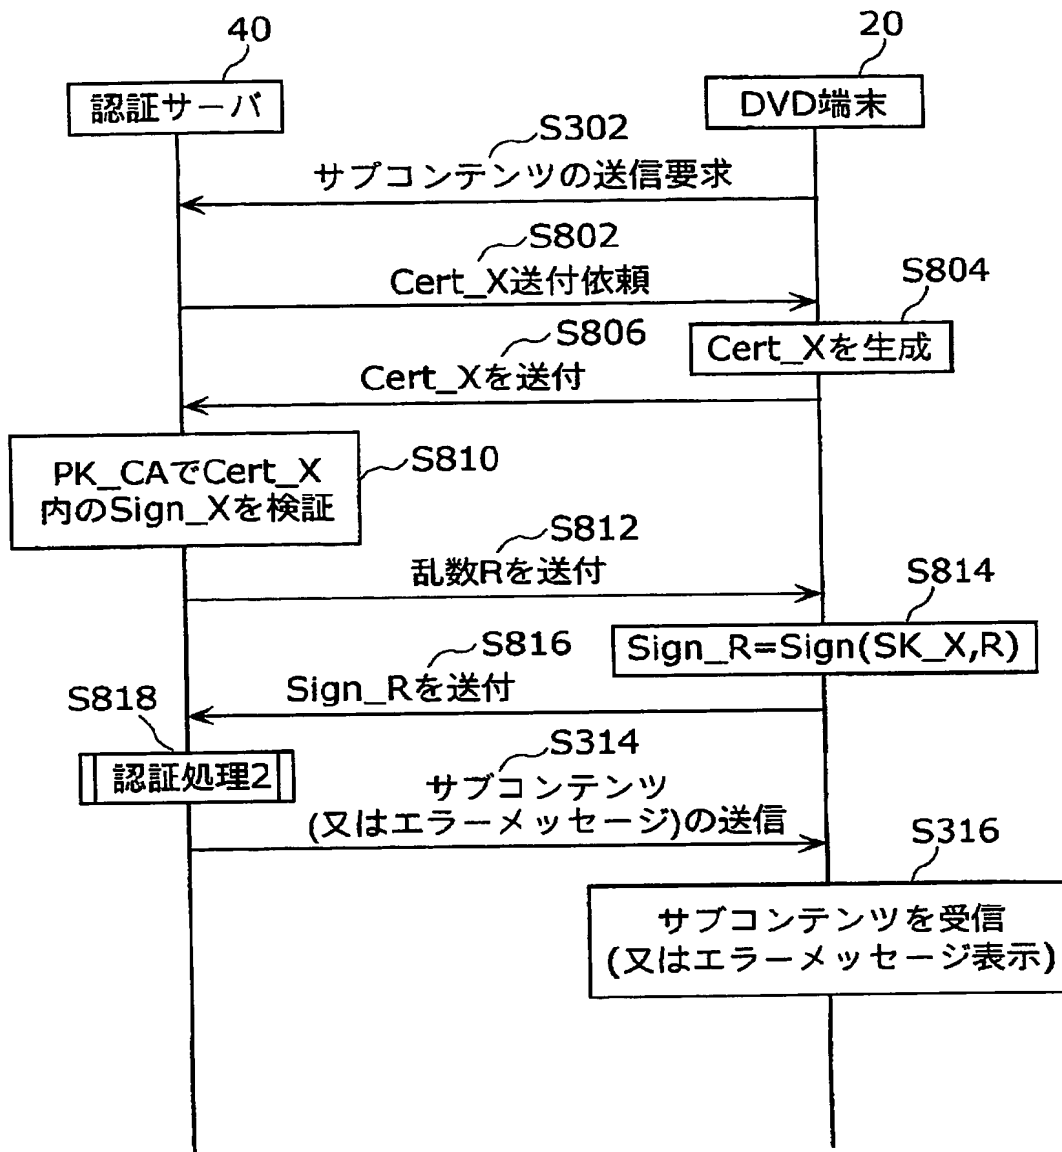 40
20
認証サーバ
DVD端末
S302
サブコンテンツの送信要求
S802
Cert_X送付依頼
S804
Cert_Xを生成
S806
Cert_Xを送付
PK_CAでCert_X
内のSign_Xを検証
S810
S812
乱数Rを送付
S814
Sign_R=Sign(SK_X,R)
S816
Sign_Rを送付
S818
認証処理2
S314
サブコンテンツ
(又はエラーメッセージ)の送信
S316
サブコンテンツを受信
(又はエラーメッセージ表示)